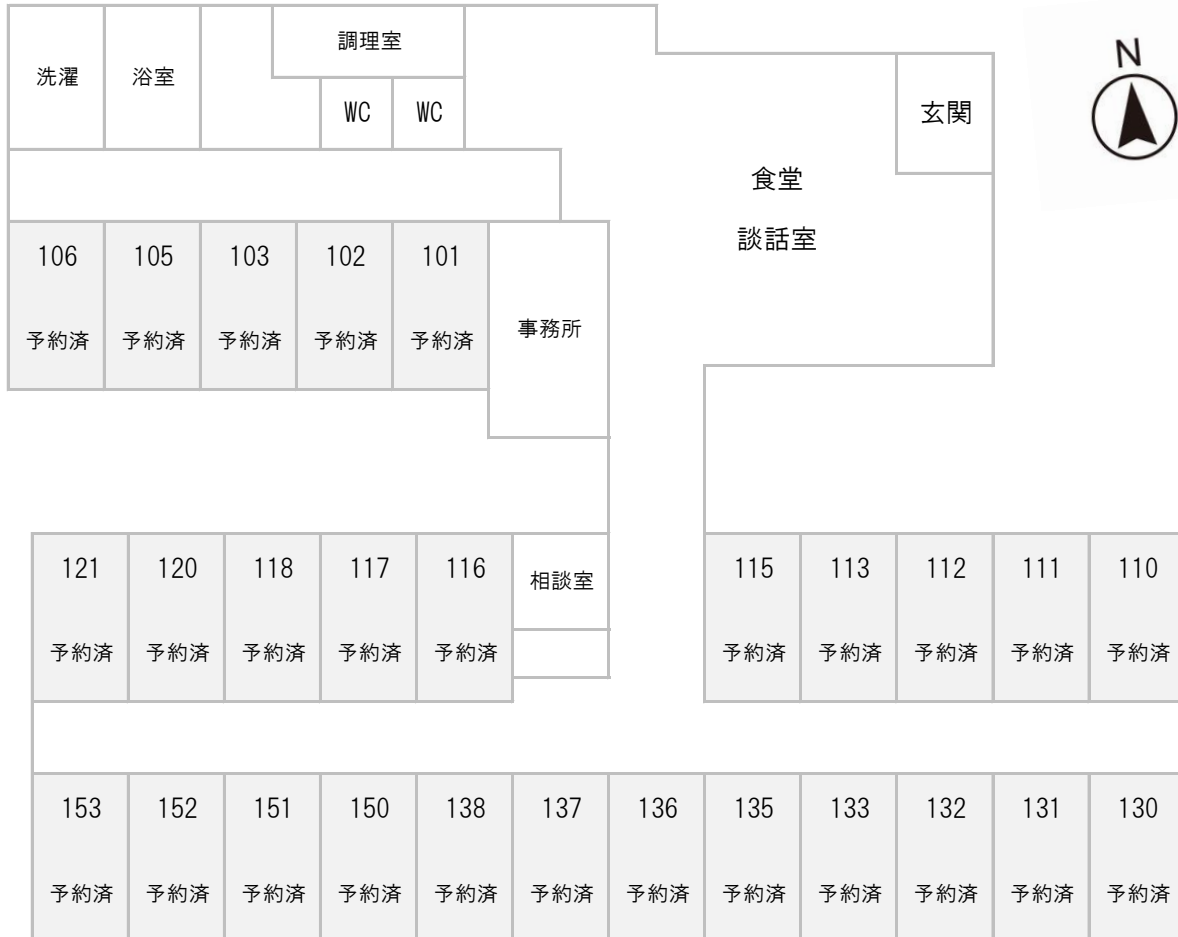 N
調理室
洗濯
浴室
WC
WC
玄関
食堂
談話室
106
105
103
102
101
予約済
予約済
予約済
予約済
予約済
事務所
121
120
118
117
116
相談室
115
113
112
111
110
予約済
予約済
予約済
予約済
予約済
予約済
予約済
予約済
予約済
予約済
153
152
151
150
138
137
136
135
133
132
131
130
予約済
予約済
予約済
予約済
予約済
予約済
予約済
予約済
予約済
予約済
予約済
予約済